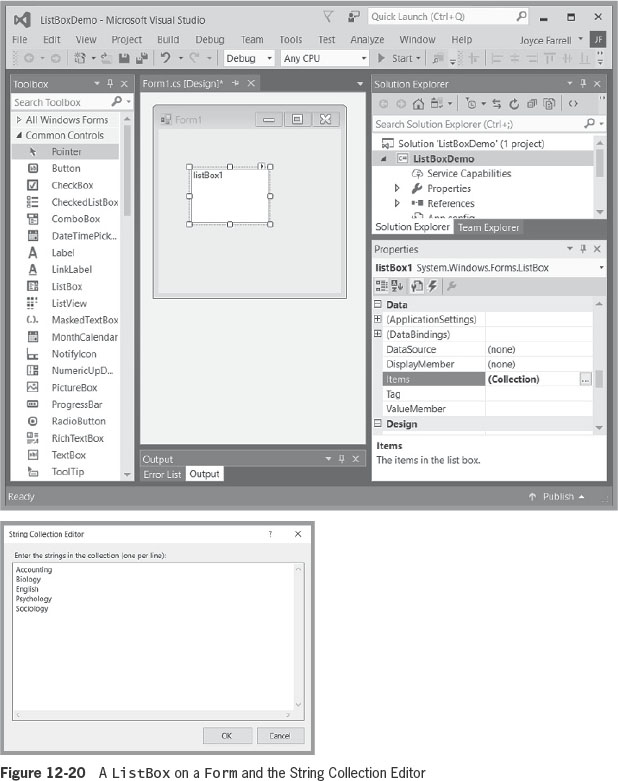 ListBoxDemo - Microsoft Visual Studio
Quick Launch (Ctrl+Q)
File Edit View Project Build Debug Team Tools Test Analyze Window Help
Joyce Farrell JF
Debug Any CPU Start
Toolbox
Search Toolbox
All Windows Forms
Common Controls
Pointer
Button
CheckBox
CheckedListBox
ComboBox
DateTimePick...
Label
LinkLabel
ListBox
ListView
MaskedTextBox
MonthCalendar
NotifyIcon
NumericUpD...
PictureBox
ProgressBar
RadioButton
RichTextBox
TextBox
ToolTip
Form1.cs [Design]*
Form1
listBox1
Output
Error List Output
Solution Explorer
Search Solution Explorer (Ctrl+;)
Solution 'ListBoxDemo' (1 project)
ListBoxDemo
Service Capabilities
Properties
References
App.config
Solution Explorer Team Explorer
Properties
listBox1 System.Windows.Forms.ListBox
Data
(ApplicationSettings)
(DataBindings)
DataSource (none)
DisplayMember (none)
Items (Collection) ...
Tag
ValueMember
Design
Items
The items in the list box.
Ready
Publish
String Collection Editor ?
Enter the strings in the collection (one per line):
Accounting
Biology
English
Psychology
Sociology
OK Cancel
Figure 12-20 A ListBox on a Form and the String Collection Editor